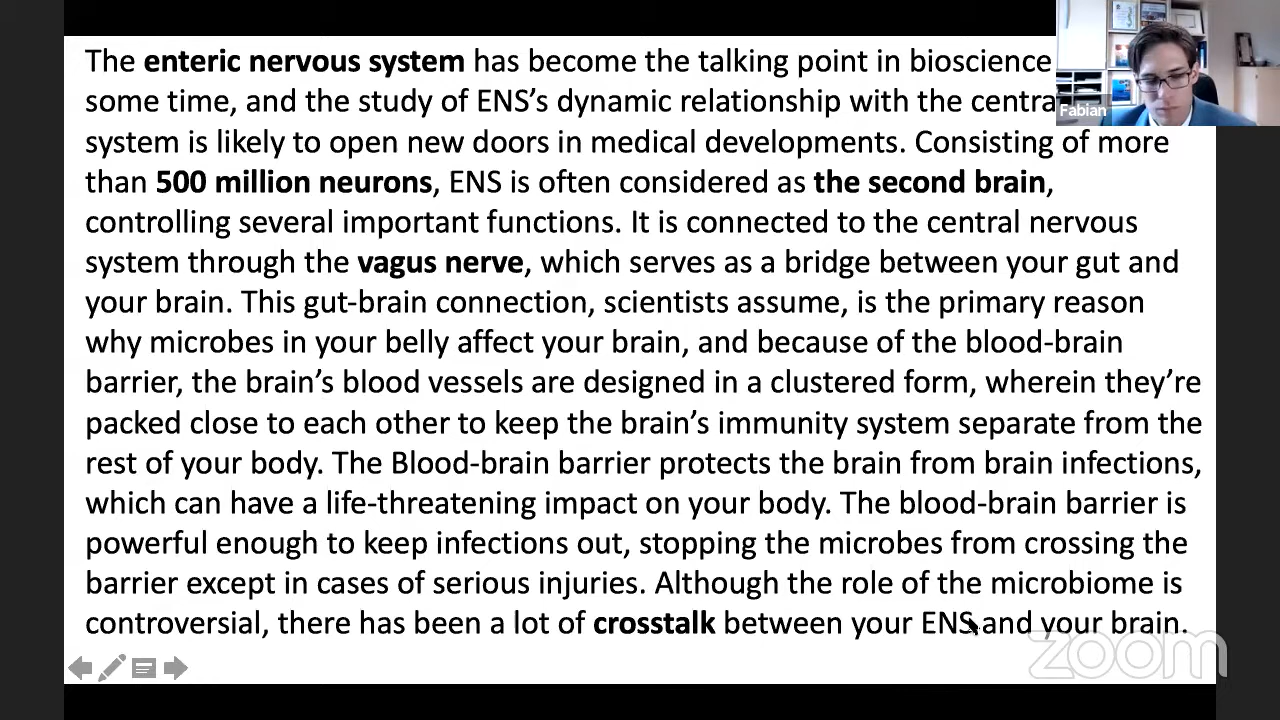 The enteric nervous system has become the talking point in bioscience
some time, and the study of ENS’s dynamic relationship with the centra
system is likely to open new doors in medical developments. Consisting of more
than 500 million neurons, ENS is often considered as the second brain,
controlling several important functions. It is connected to the central nervous
system through the vagus nerve, which serves as a bridge between your gut and
your brain. This gut-brain connection, scientists assume, is the primary reason
why microbes in your belly affect your brain, and because of the blood-brain
barrier, the brain’s blood vessels are designed in a clustered form, wherein they’re
packed close to each other to keep the brain’s immunity system separate from the
rest of your body. The Blood-brain barrier protects the brain from brain infections,
which can have a life-threatening impact on your body. The blood-brain barrier is
powerful enough to keep infections out, stopping the microbes from crossing the
barrier except in cases of serious injuries. Although the role of the microbiome is
controversial, there has been a lot of crosstalk between your ENS and your brain.
Fabian
zoom